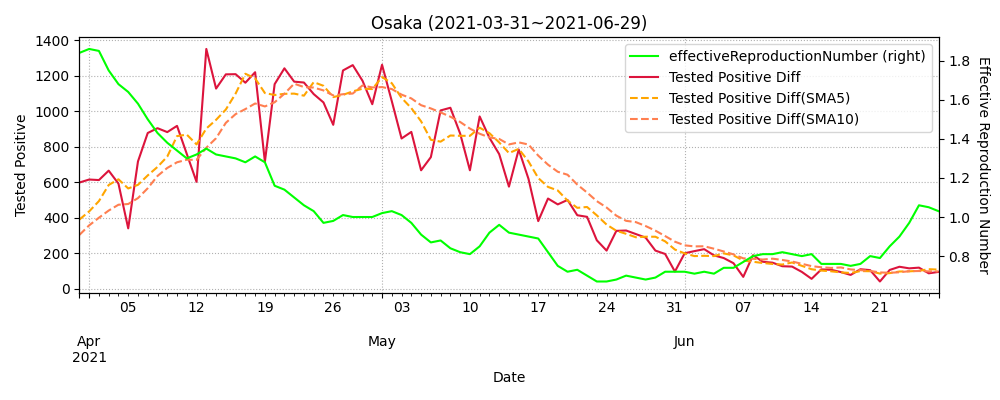 Osaka (2021-03-31~2021-06-29)
effectiveReproductionNumber (right)
Tested Positive Diff
Tested Positive Diff(SMA5)
Tested Positive Diff(SMA10)
Tested Positive
1400
1200
1000
800
600
400
200
0
1.8
1.6
1.4
1.2
1.0
0.8
Effective Reproduction Number
05 12 19 26 03 10 17 24 31 07 14 21
Apr May Jun
2021
Date